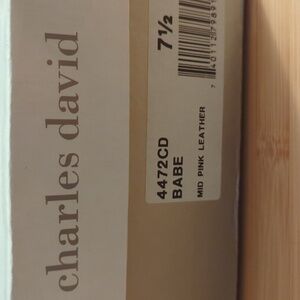 charles david
4472CD
BABE
MID PINK LEATHER
7½